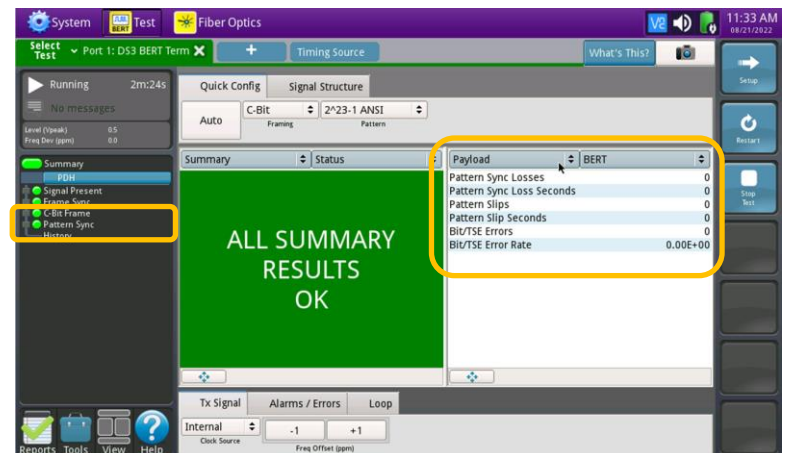 System
Test
Fiber Optics
11:33 AM
08/21/2022
Select Test
Port 1: DS3 BERT Term
Timing Source
What's This?
Running 2m:24s
No messages
Level (Vpeak) 0.5
Freq Dev (ppm) 0.0
Quick Config
Signal Structure
Auto
C-Bit
2^23-1 ANSI
Framing
Pattern
Setup
Restart
Stop Test
Summary
PDH
Signal Present
Frame Sync
C-Bit Frame
Pattern Sync
History
Summary
Status
ALL SUMMARY
RESULTS
OK
Payload
BERT
Pattern Sync Losses 0
Pattern Sync Loss Seconds 0
Pattern Slips 0
Pattern Slip Seconds 0
Bit/TSE Errors 0
Bit/TSE Error Rate 0.00E+00
Tx Signal
Alarms / Errors
Loop
Internal
Clock Source
-1
+1
Freq Offset (ppm)
Reports
Tools
View
Help